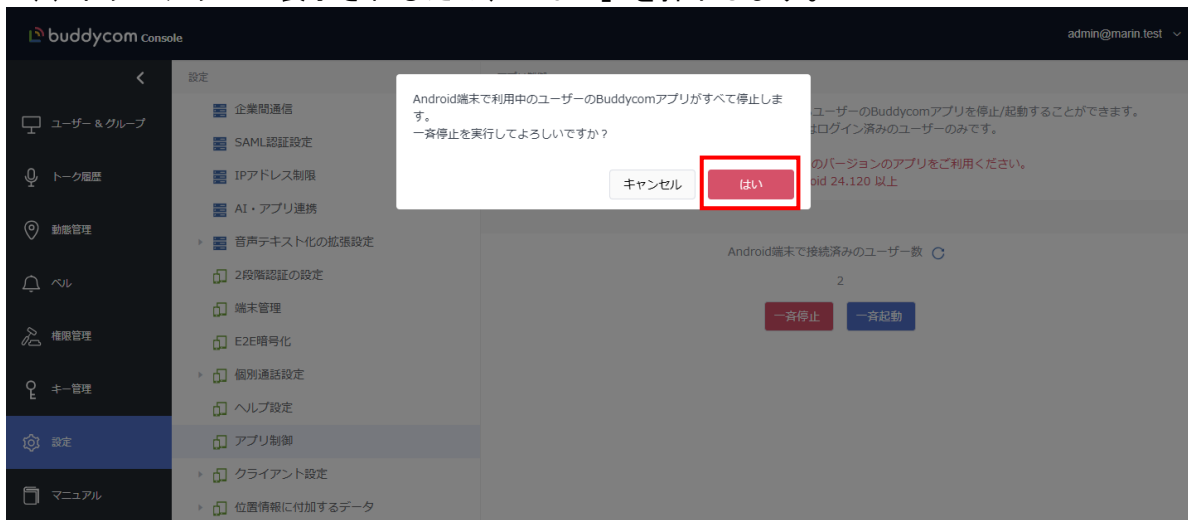 buddycom Console
admin@marin.test
設定
Android端末で利用中のユーザーのBuddycomアプリがすべて停止しま
す。
一斉停止を実行してよろしいですか？
キャンセル
はい
ユーザーのBuddycomアプリを停止/起動することができます。
はログイン済みのユーザーのみです。
のバージョンのアプリをご利用ください。
oid 24.120 以上
ユーザー & グループ
トーク履歴
動態管理
ベル
権限管理
キー管理
設定
マニュアル
企業間通信
SAML認証設定
IPアドレス制限
AI・アプリ連携
音声テキスト化の拡張設定
2段階認証の設定
端末管理
E2E暗号化
個別通話設定
ヘルプ設定
アプリ制御
クライアント設定
位置情報に付加するデータ
Android端末で接続済みのユーザー数
2
一斉停止
一斉起動